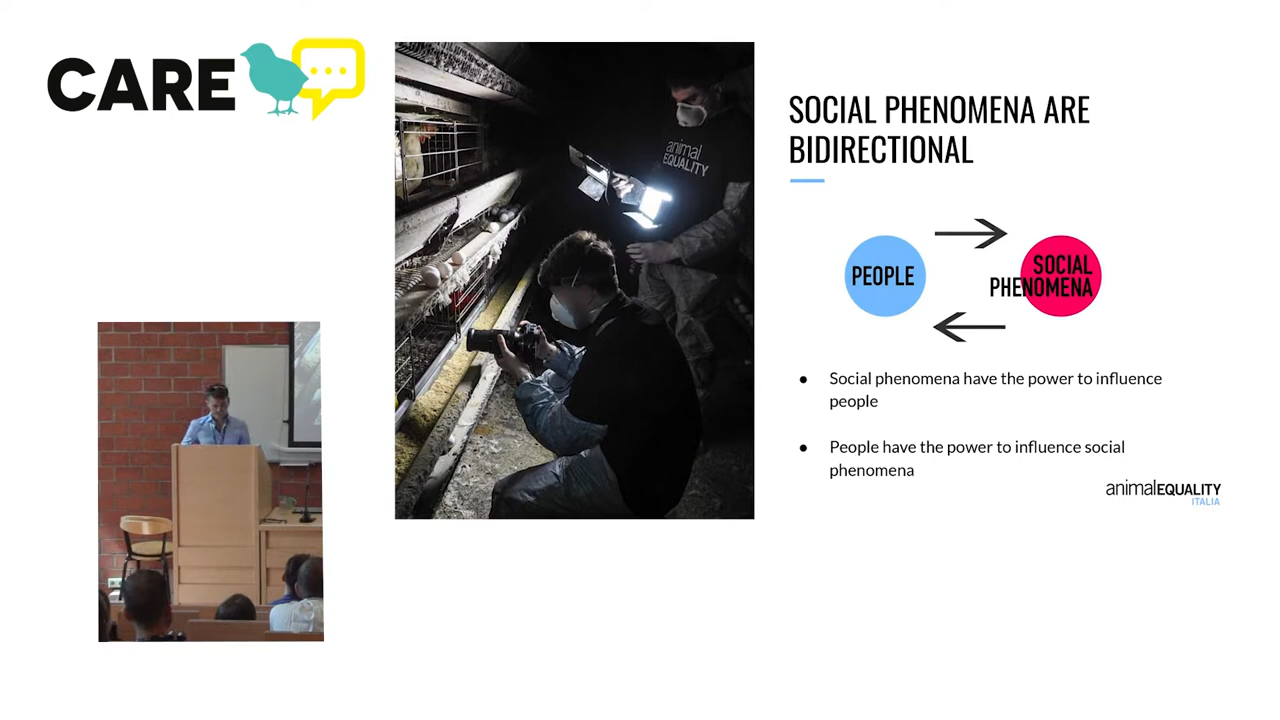 CARE
animal
EQUALITY
SOCIAL PHENOMENA ARE
BIDIRECTIONAL
PEOPLE
SOCIAL
PHENOMENA
● Social phenomena have the power to influence
people
● People have the power to influence social
phenomena
animalEQUALITY
ITALIA